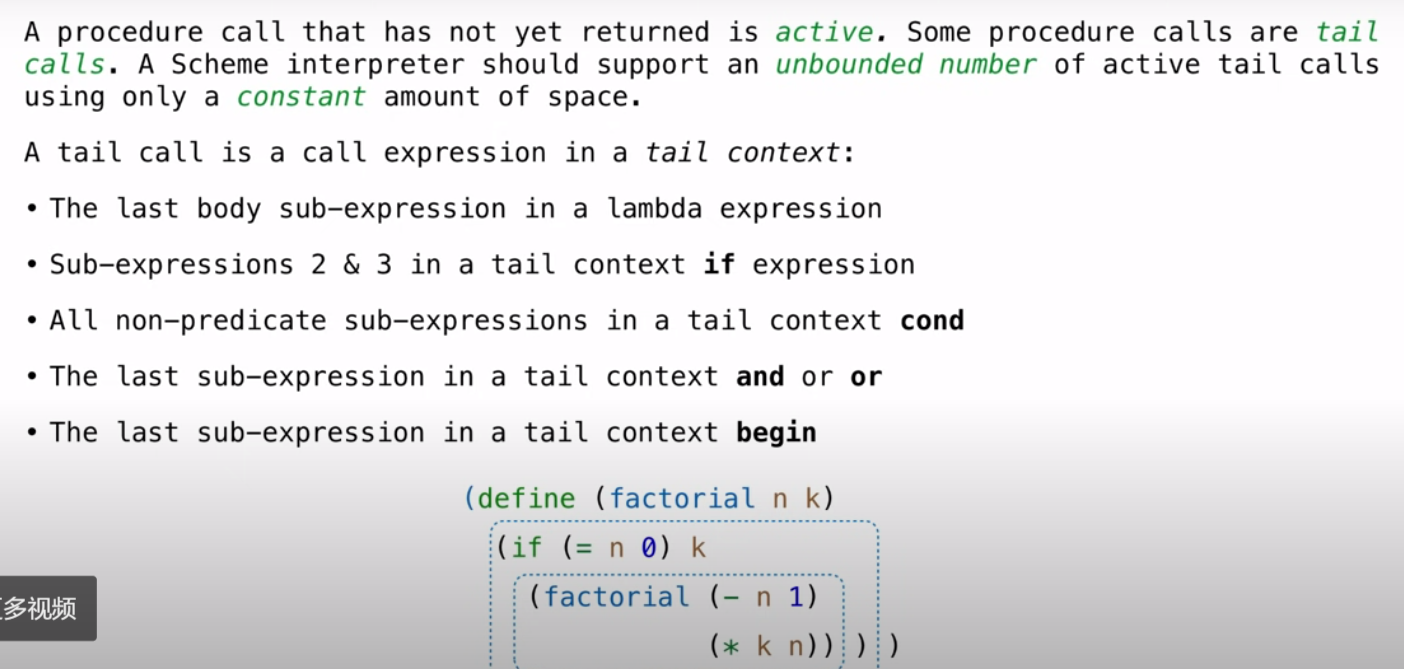 A procedure call that has not yet returned is active. Some procedure calls are tail
calls. A Scheme interpreter should support an unbounded number of active tail calls
using only a constant amount of space.
A tail call is a call expression in a tail context:
• The last body sub-expression in a lambda expression
• Sub-expressions 2 & 3 in a tail context if expression
• All non-predicate sub-expressions in a tail context cond
• The last sub-expression in a tail context and or or
• The last sub-expression in a tail context begin
(define (factorial n k)
(if (= n 0) k
(factorial (- n 1)
(* k n)) ) )
多视频